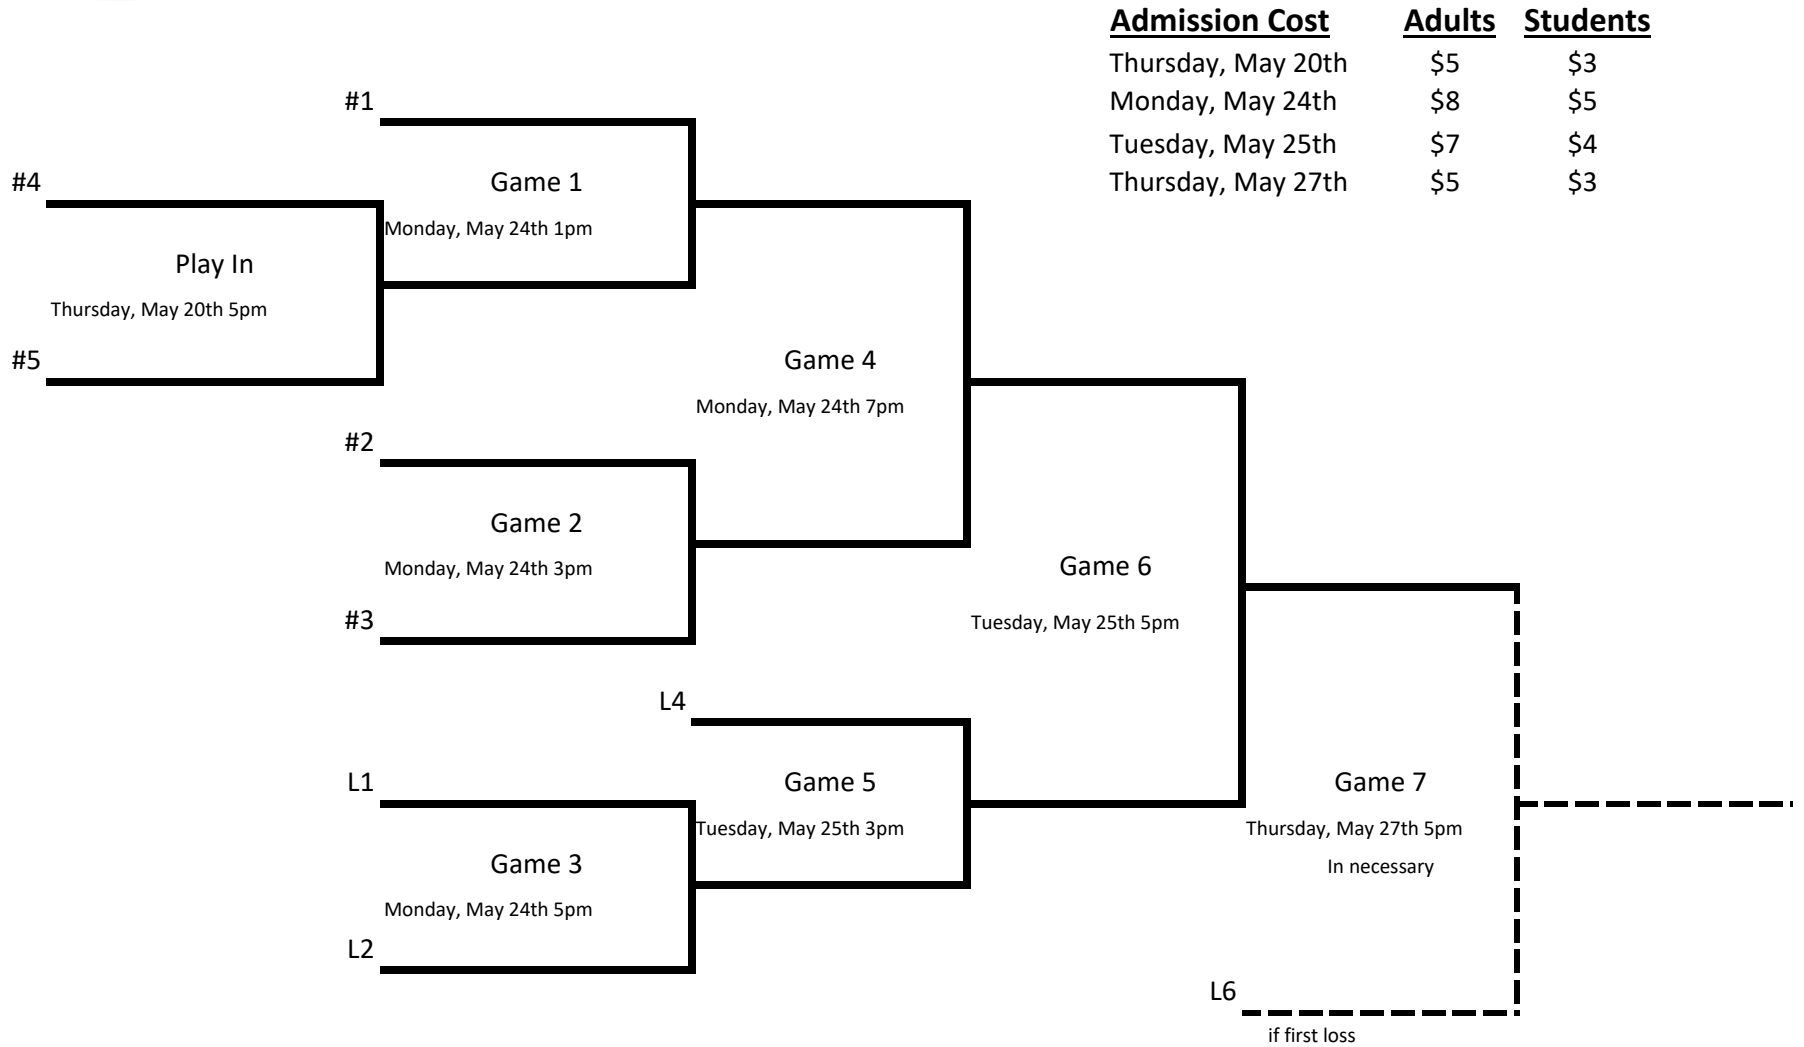 Admission Cost Adults Students
Thursday, May 20th $5 $3
Monday, May 24th $8 $5
Tuesday, May 25th $7 $4
Thursday, May 27th $5 $3
#1
#4
Game 1
Monday, May 24th 1pm
Play In
Thursday, May 20th 5pm
#5
Game 4
Monday, May 24th 7pm
#2
Game 2
Monday, May 24th 3pm
#3
Game 6
Tuesday, May 25th 5pm
L4
L1
Game 5
Tuesday, May 25th 3pm
Game 7
Thursday, May 27th 5pm
In necessary
Game 3
Monday, May 24th 5pm
L2
L6
if first loss